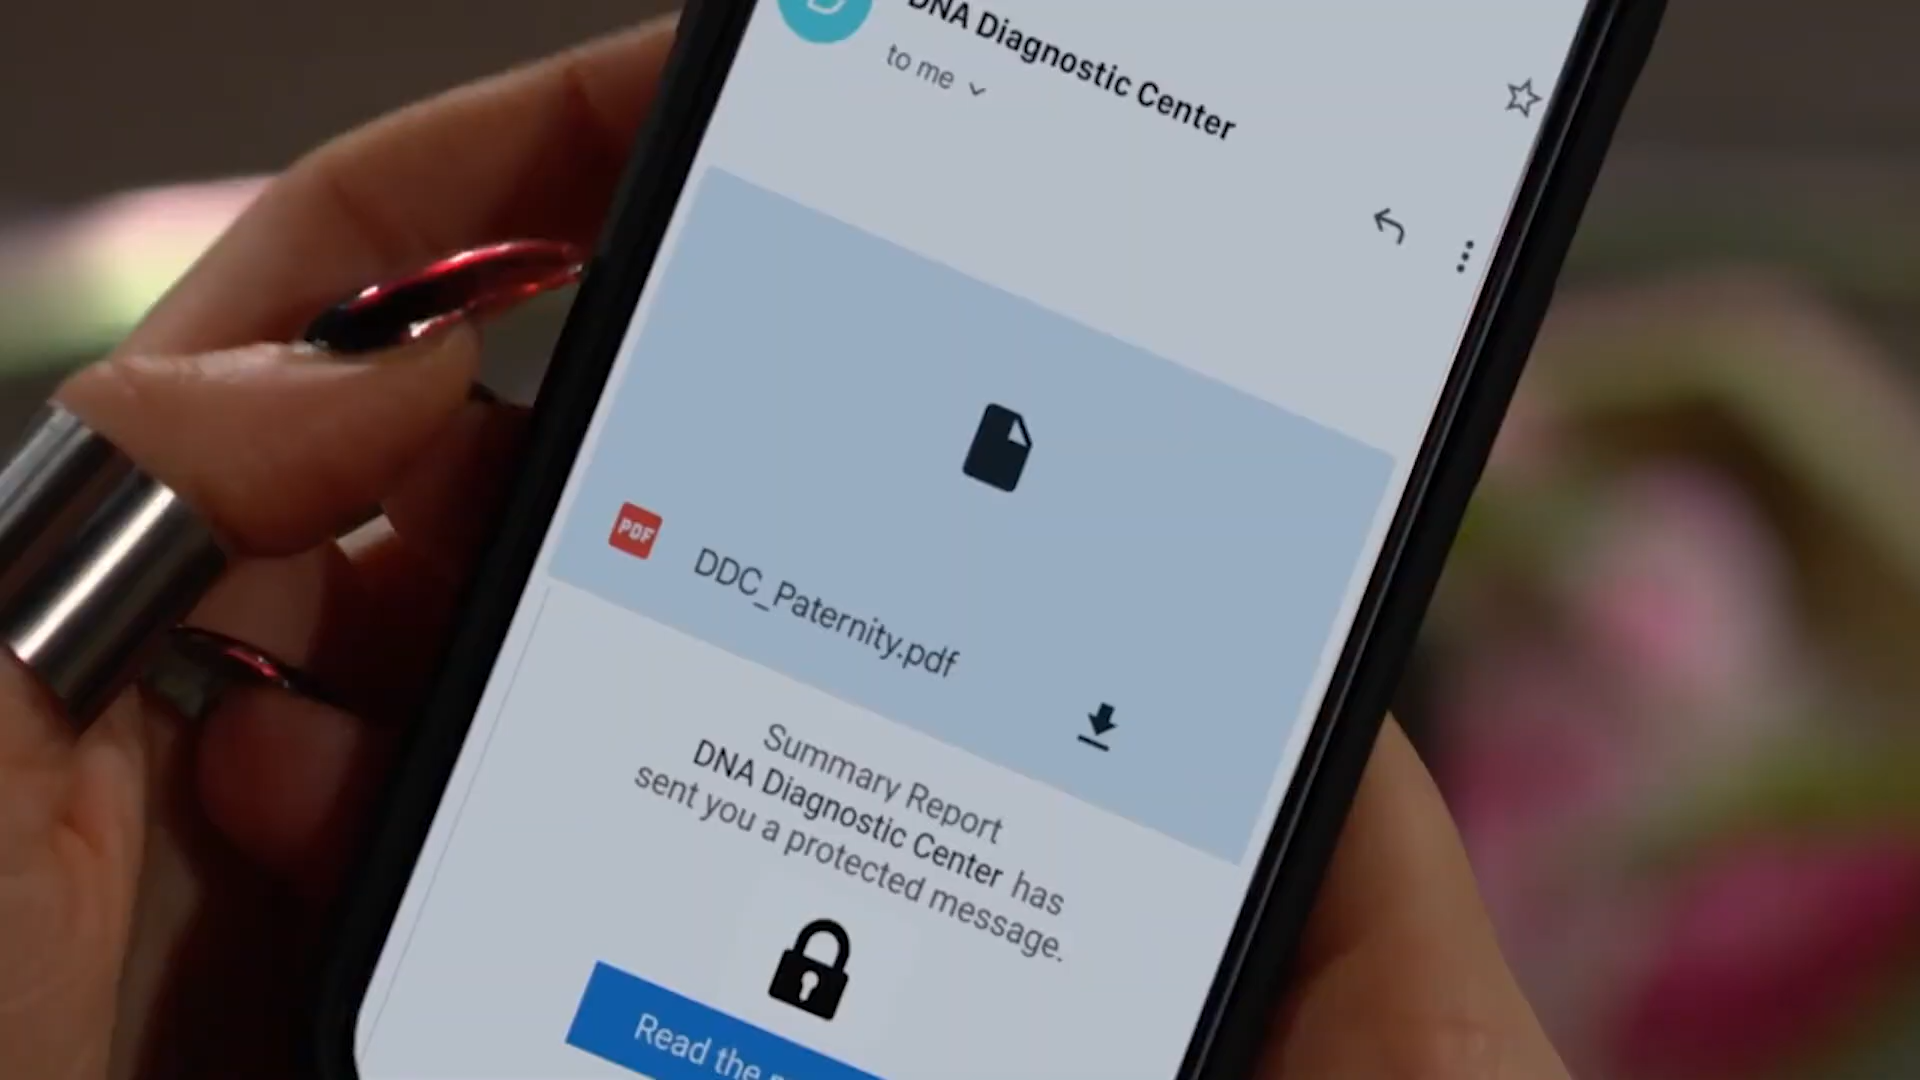 DNA Diagnostic Center
to me
PDF
DDC_Paternity.pdf
Summary Report
DNA Diagnostic Center has
sent you a protected message.
Read the